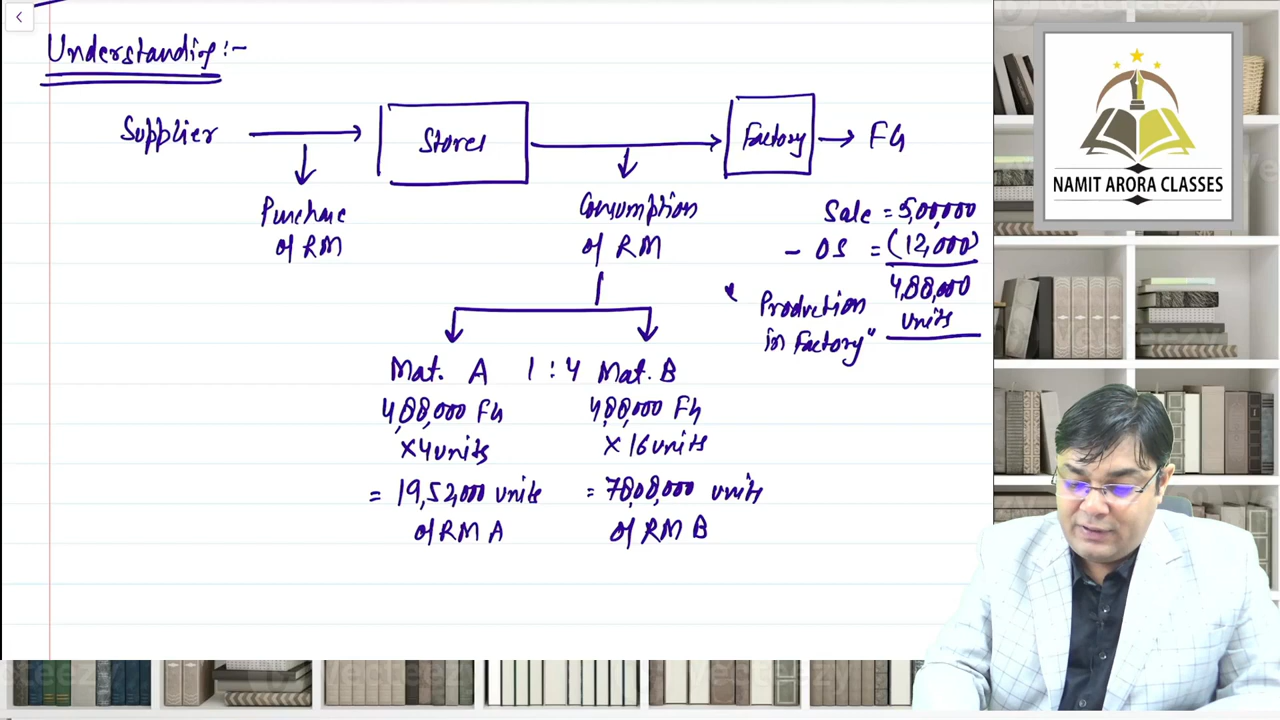 Understanding :-
Supplier
Stores
Factory
FG
Purchase
of RM
Consumption
of RM
Sale = 5,00,000
- OS = (12,000)
4,88,000
units
"Production
in Factory"
Mat. A 1 : 4 Mat. B
4,88,000 FG
×4units
= 19,52,000 units
of RM A
4,88,000 FG
×16units
= 7808,000 units
of RM B
NAMIT ARORA CLASSES
vecteezy